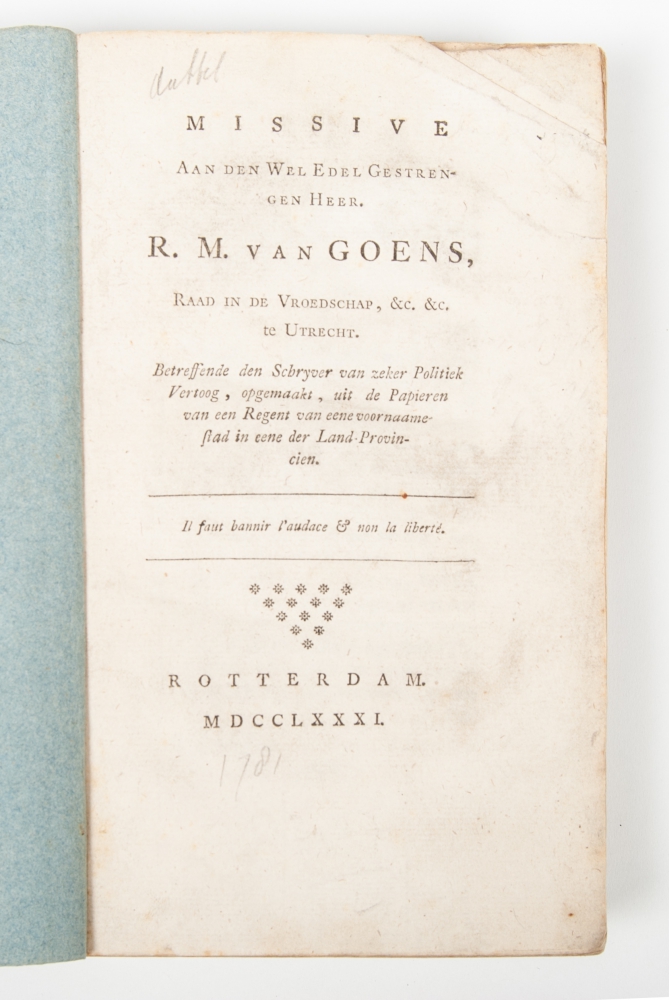 dubbel
MISSIVE
AAN DEN WEL EDEL GESTREN-
GEN HEER.
R. M. VAN GOENS,
RAAD IN DE VROEDSCHAP, &c. &c.
te UTRECHT.
Betreffende den Schryver van zeker Politiek
Vertoog, opgemaakt, uit de Papieren
van een Regent van eene voornaame-
ſtad in eene der Land-Provin-
cien.
Il faut bannir l'audace & non la liberté.
ROTTERDAM.
MDCCLXXXI.
1781